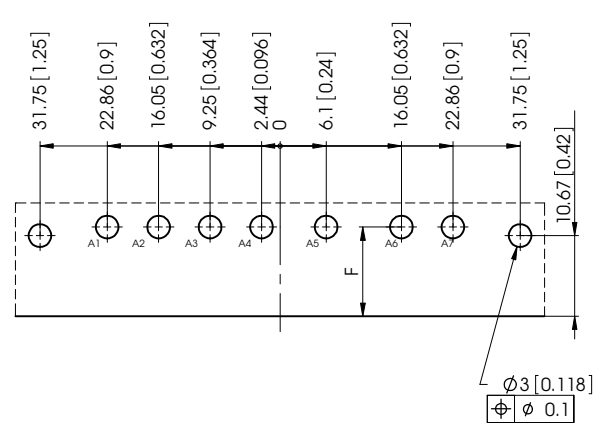 31.75 [1.25]
22.86 [0.9]
16.05 [0.632]
9.25 [0.364]
2.44 [0.096]
0
6.1 [0.24]
16.05 [0.632]
22.86 [0.9]
31.75 [1.25]
10.67 [0.42]
A1
A2
A3
A4
A5
A6
A7
F
⌀3 [0.118]
⌖ ⌀ 0.1